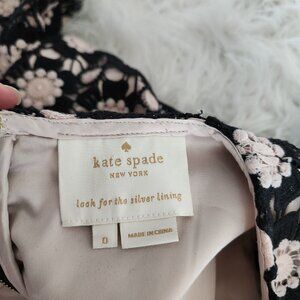 kate spade
NEW YORK
look for the silver lining
0
MADE IN CHINA